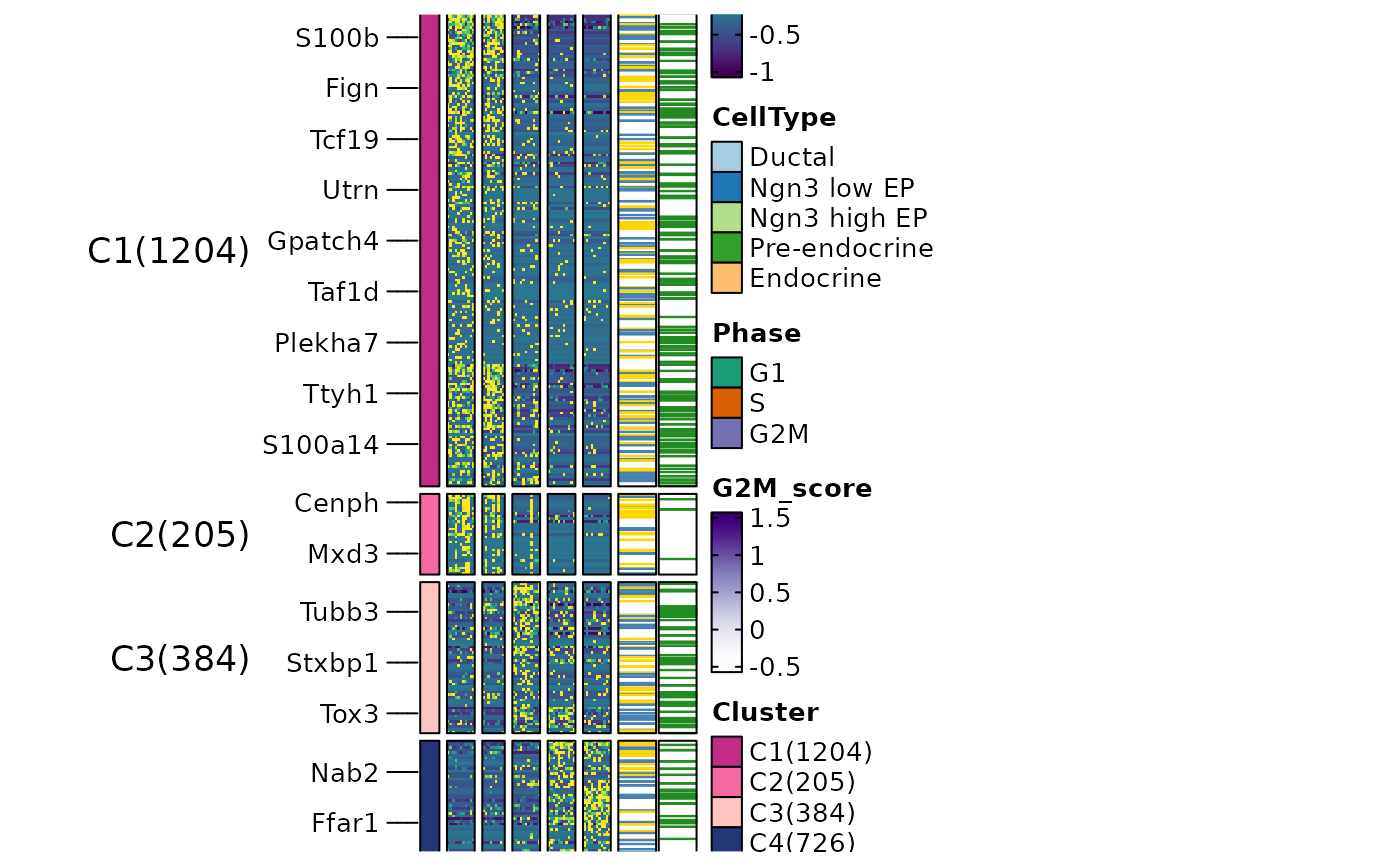 S100b
Fign
Tcf19
Utrn
C1(1204)
Gpatch4
Taf1d
Plekha7
Ttyh1
S100a14
Cenph
C2(205)
Mxd3
Tubb3
C3(384)
Stxbp1
Tox3
Nab2
Ffar1
-0.5
-1
CellType
Ductal
Ngn3 low EP
Ngn3 high EP
Pre-endocrine
Endocrine
Phase
G1
S
G2M
G2M_score
1.5
1
0.5
0
-0.5
Cluster
C1(1204)
C2(205)
C3(384)
C4(726)